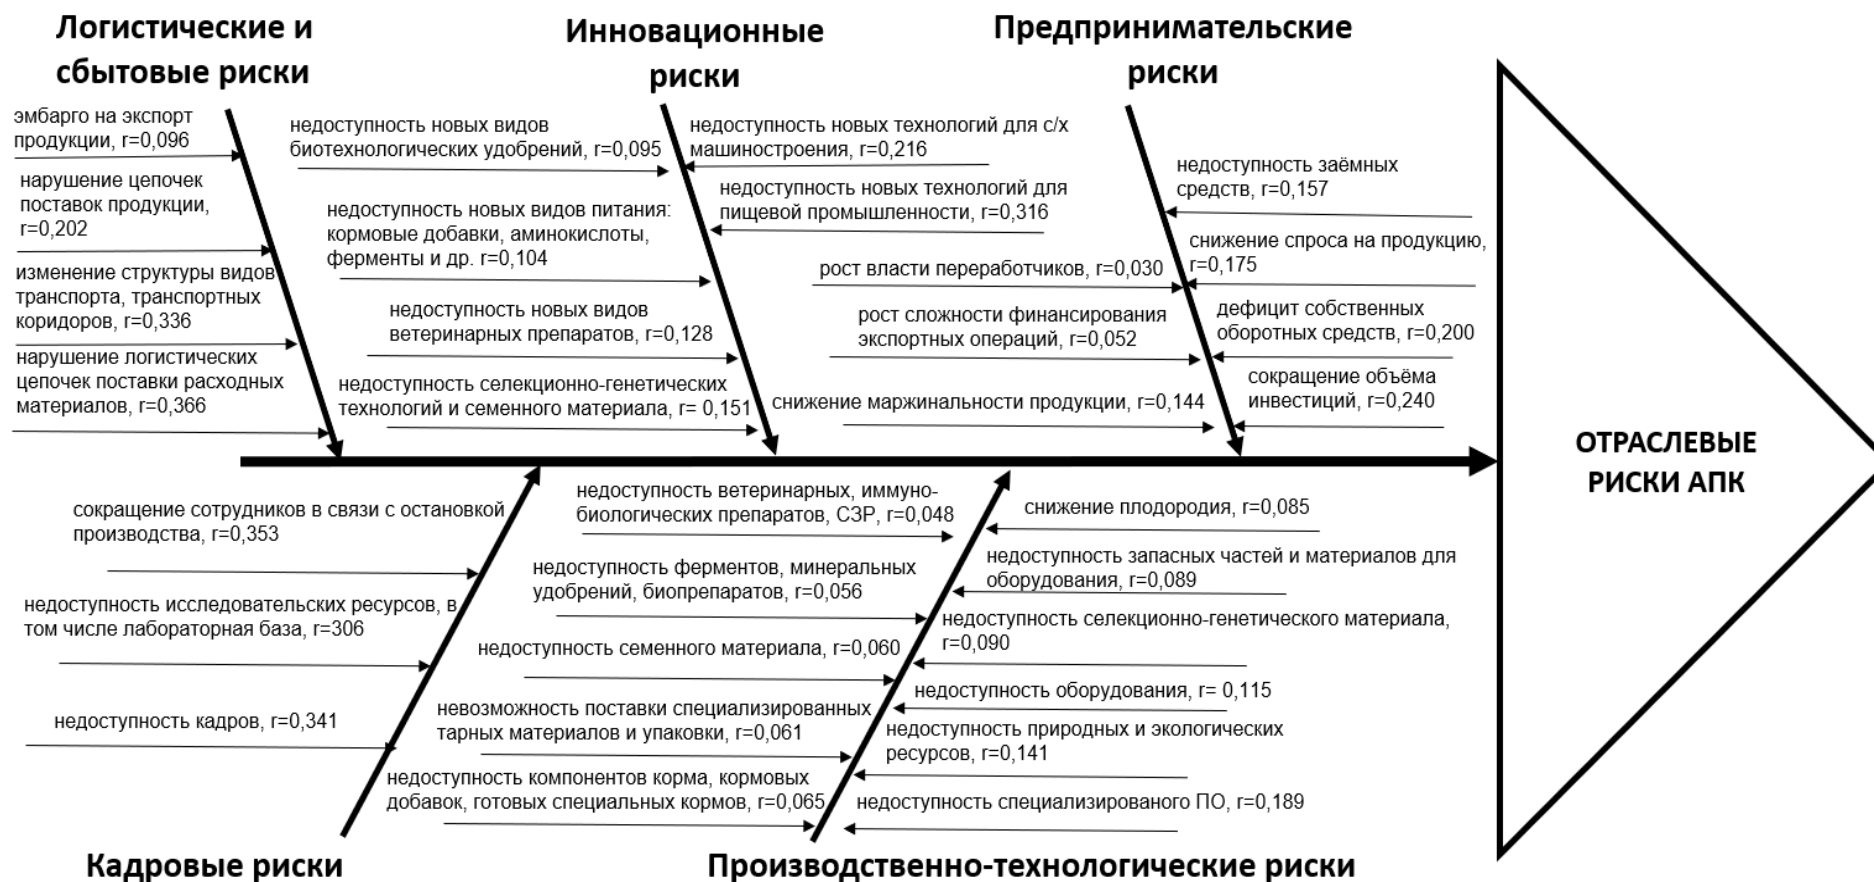 Логистические и
сбытовые риски
эмбарго на экспорт
продукции, r=0,096
нарушение цепочек
поставок продукции,
r=0,202
изменение структуры видов
транспорта, транспортных
коридоров, r=0,336
нарушение логистических
цепочек поставки расходных
материалов, r=0,366
Инновационные
риски
недоступность новых видов
биотехнологических удобрений, r=0,095
недоступность новых видов питания:
кормовые добавки, аминокислоты,
ферменты и др. r=0,104
недоступность новых видов
ветеринарных препаратов, r=0,128
недоступность селекционно-генетических
технологий и семенного материала, r= 0,151
недоступность новых технологий для с/х
машиностроения, r=0,216
недоступность новых технологий для
пищевой промышленности, r=0,316
Предпринимательские
риски
рост власти переработчиков, r=0,030
рост сложности финансирования
экспортных операций, r=0,052
снижение маржинальности продукции, r=0,144
недоступность заёмных
средств, r=0,157
снижение спроса на продукцию,
r=0,175
дефицит собственных
оборотных средств, r=0,200
сокращение объёма
инвестиций, r=0,240
ОТРАСЛЕВЫЕ
РИСКИ АПК
сокращение сотрудников в связи с остановкой
производства, r=0,353
недоступность исследовательских ресурсов, в
том числе лабораторная база, r=306
недоступность кадров, r=0,341
Кадровые риски
недоступность ветеринарных, иммуно-
биологических препаратов, СЗР, r=0,048
недоступность ферментов, минеральных
удобрений, биопрепаратов, r=0,056
недоступность семенного материала, r=0,060
невозможность поставки специализированных
тарных материалов и упаковки, r=0,061
недоступность компонентов корма, кормовых
добавок, готовых специальных кормов, r=0,065
снижение плодородия, r=0,085
недоступность запасных частей и материалов для
оборудования, r=0,089
недоступность селекционно-генетического материала,
r=0,090
недоступность оборудования, r= 0,115
недоступность природных и экологических
ресурсов, r=0,141
недоступность специализированого ПО, r=0,189
Производственно-технологические риски